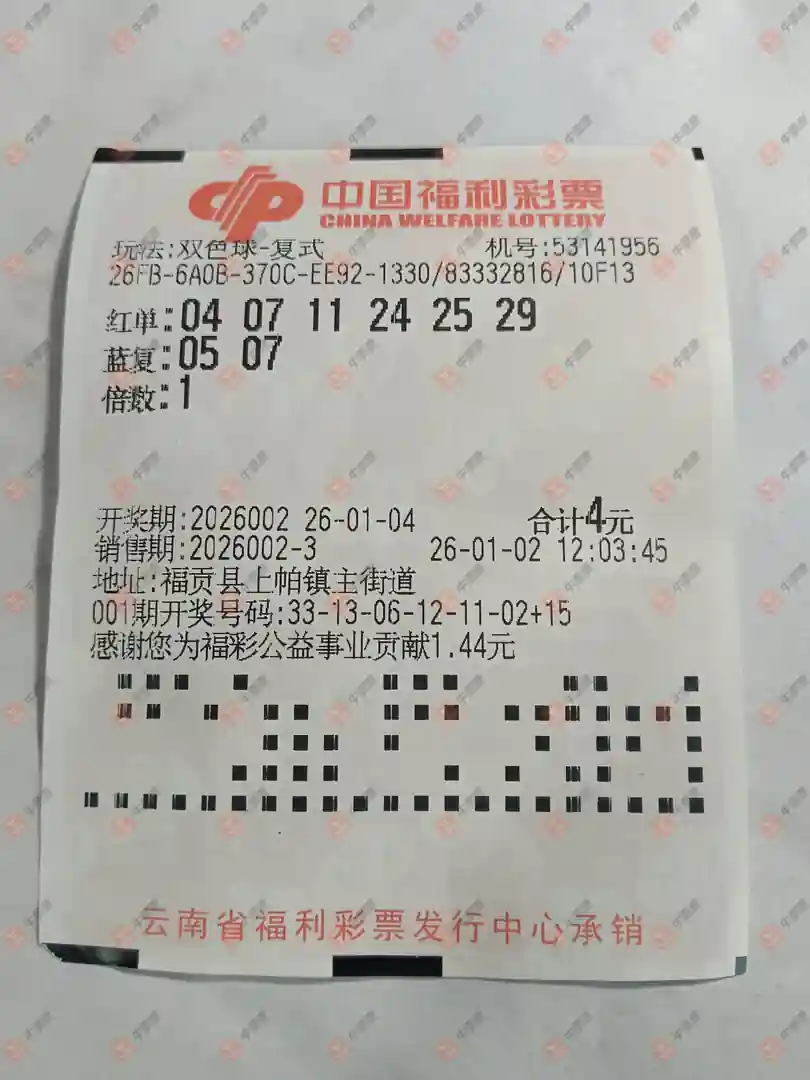 中国福利彩票
CHINA WELFARE LOTTERY
玩法:双色球-复式 机号:53141956
26FB-6A0B-370C-EE92-1330/83332816/10F13
红单:04 07 11 24 25 29
蓝复:05 07
倍数:1
开奖期:2026002 26-01-04 合计4元
销售期:2026002-3 26-01-02 12:03:45
地址:福贡县上帕镇主街道
001期开奖号码:33-13-06-12-11-02+15
感谢您为福彩公益事业贡献1.44元
云南省福利彩票发行中心承销